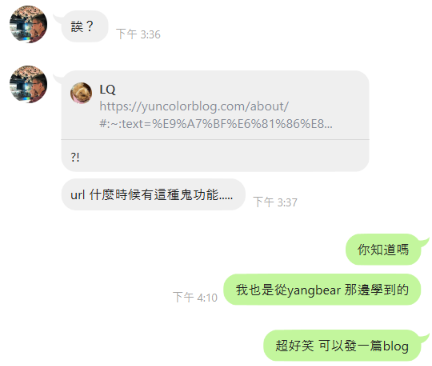 誒？
下午 3:36
LQ
https://yuncolorblog.com/about/
#:~:text=%E9%A7%BF%E6%81%86%E8...
?!
url 什麼時候有這種鬼功能.....
下午 3:37
你知道嗎
我也是從yangbear 那邊學到的
下午 4:10
超好笑 可以發一篇blog